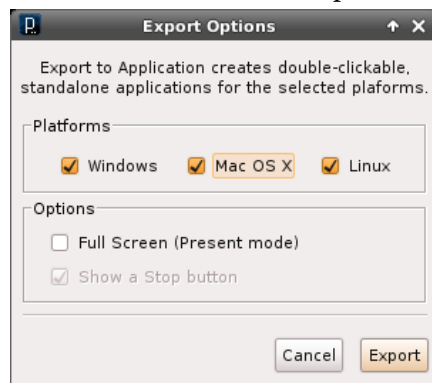 P.
Export Options
Export to Application creates double-clickable,
standalone applications for the selected plaforms.
Platforms
Windows
Mac OS X
Linux
Options
Full Screen (Present mode)
Show a Stop button
Cancel
Export